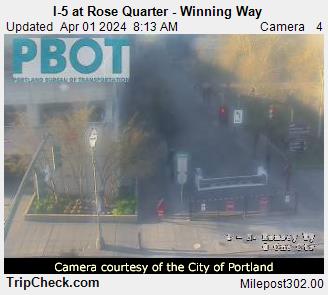 I-5 at Rose Quarter - Winning Way
Updated Apr 01 2024 8:13 AM Camera 4
PBOT
PORTLAND BUREAU OF TRANSPORTATION
Camera courtesy of the City of Portland
TripCheck.com Milepost302.00